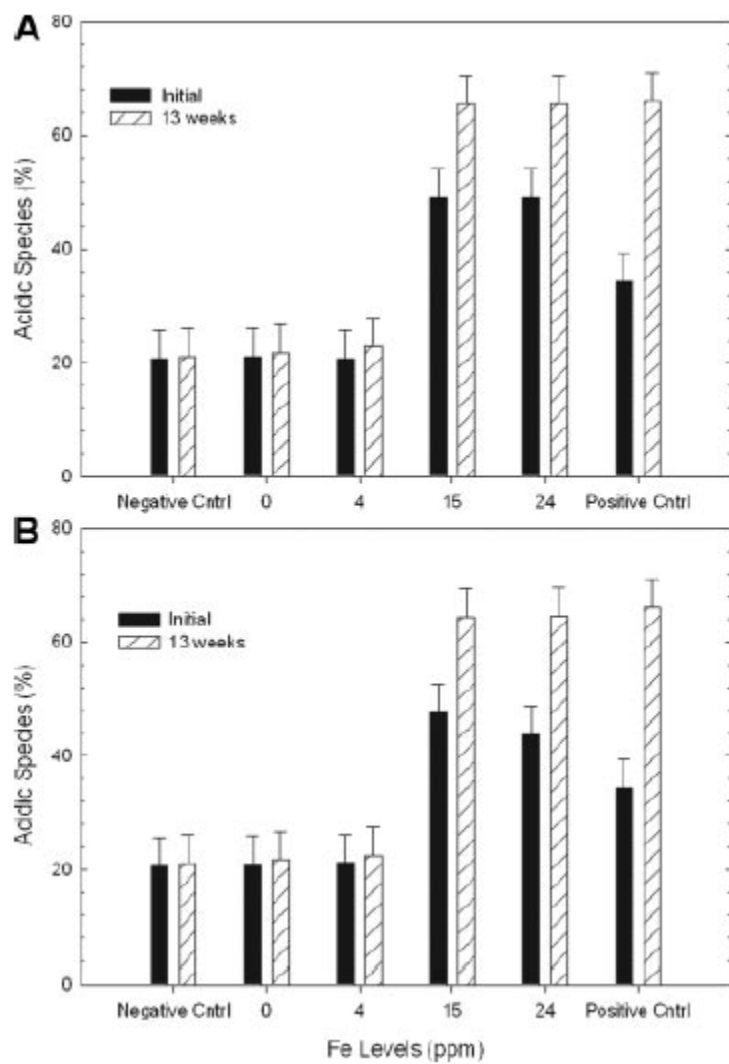 A
80
60
40
20
0
Acidic Species (%)
Initial
13 weeks
Negative Cntrl 0 4 15 24 Positive Cntrl
B
80
60
40
20
0
Acidic Species (%)
Initial
13 weeks
Negative Cntrl 0 4 15 24 Positive Cntrl
Fe Levels (ppm)